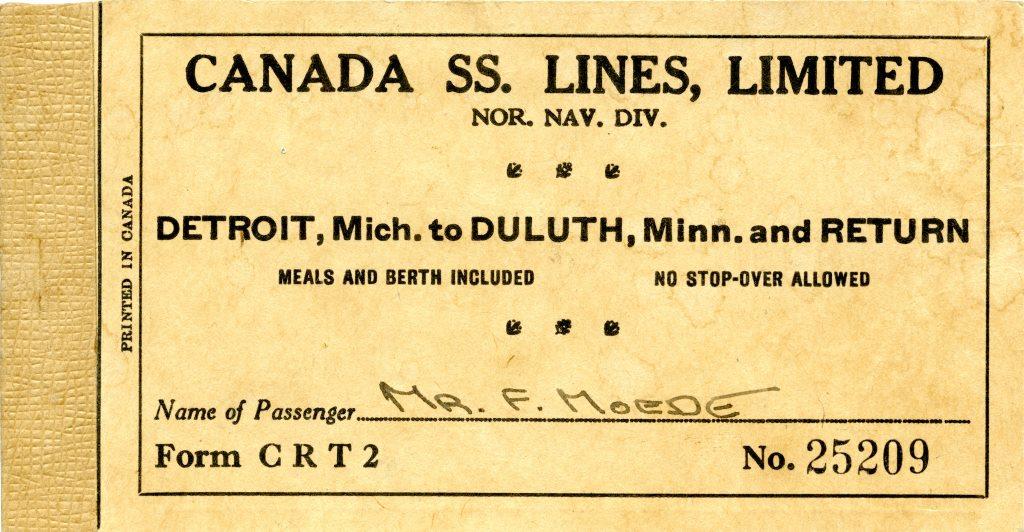 CANADA SS. LINES, LIMITED
NOR. NAV. DIV.
DETROIT, Mich. to DULUTH, Minn. and RETURN
MEALS AND BERTH INCLUDED NO STOP-OVER ALLOWED
Name of Passenger MR. F. MOEDE
Form C R T 2 No. 25209
PRINTED IN CANADA